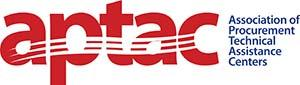 aptac
Association of
Procurement
Technical
Assistance
Centers